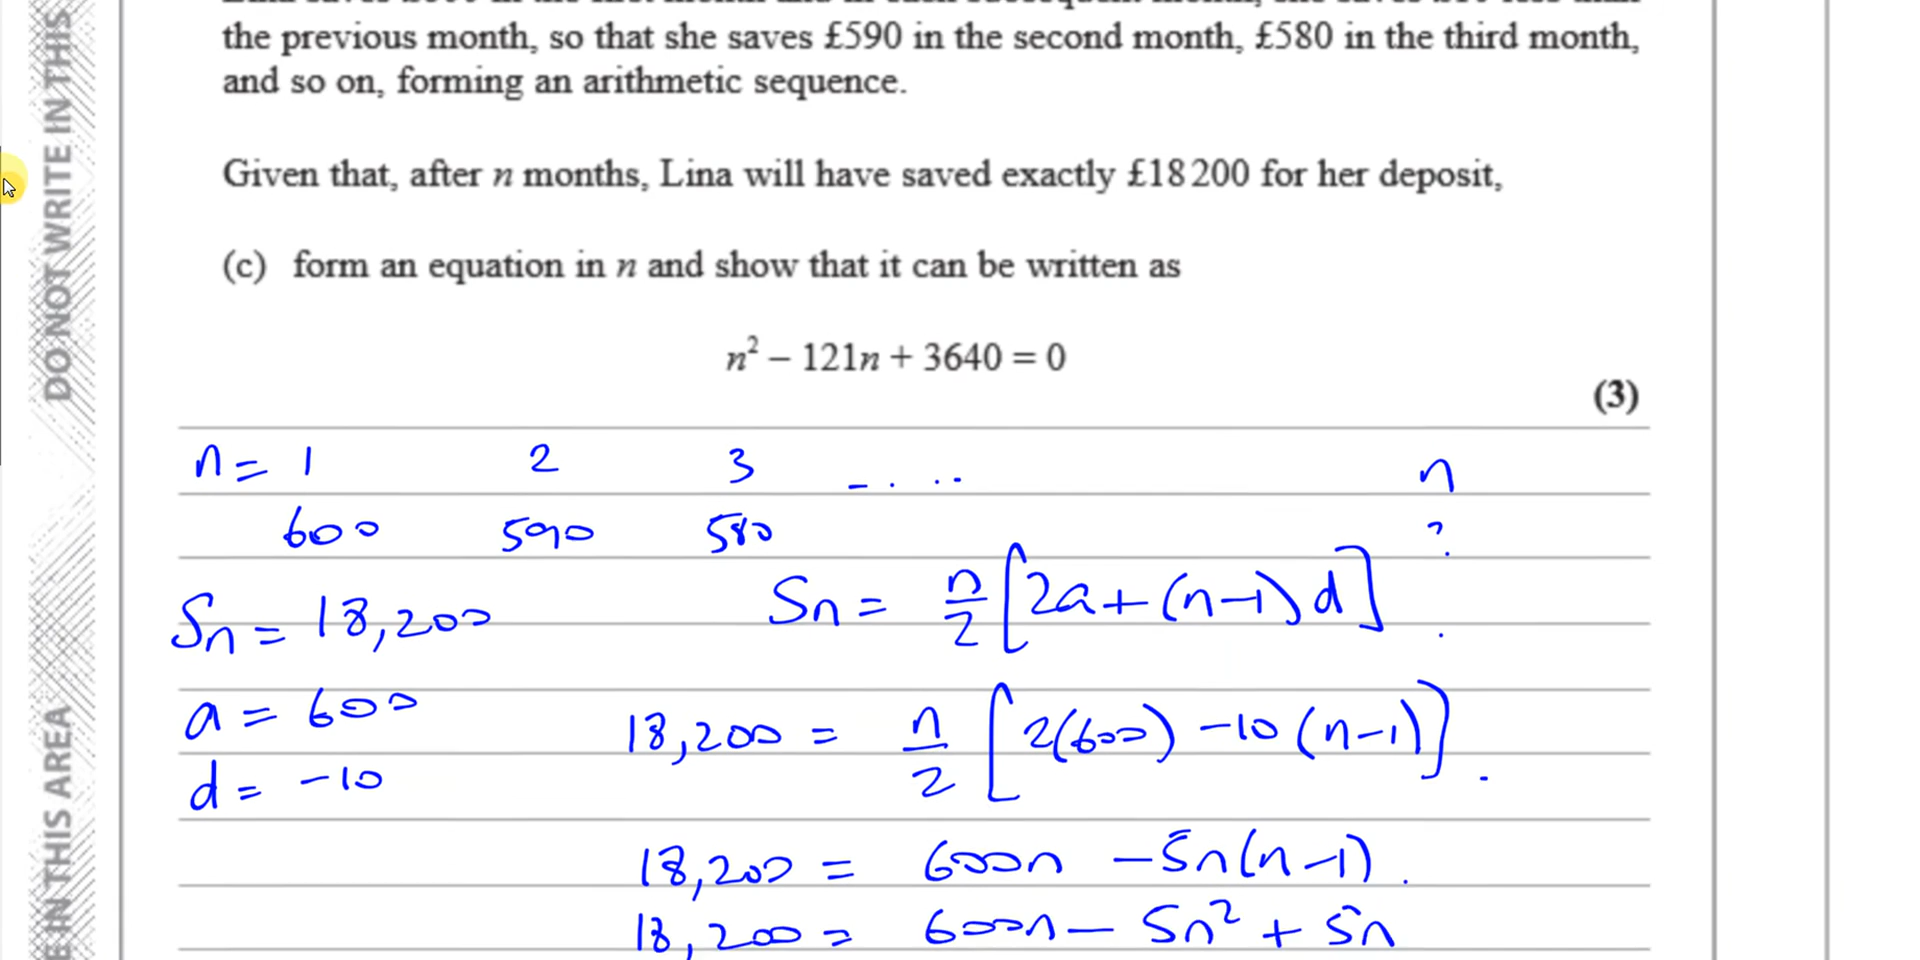 the previous month, so that she saves £590 in the second month, £580 in the third month,
and so on, forming an arithmetic sequence.
Given that, after n months, Lina will have saved exactly £18 200 for her deposit,
(c) form an equation in n and show that it can be written as
n² – 121n + 3640 = 0
(3)
n = 1 2 3 - . . . n
600 590 580 ?
Sn = 18,200 Sn = n/2 [2a + (n-1)d]
a = 600
18,200 = n/2 [2(600) -10(n-1)].
d = -10
18,200 = 600n - 5n(n-1).
18,200 = 600n - 5n² + 5n
DO NOT WRITE IN THIS
E IN THIS AREA